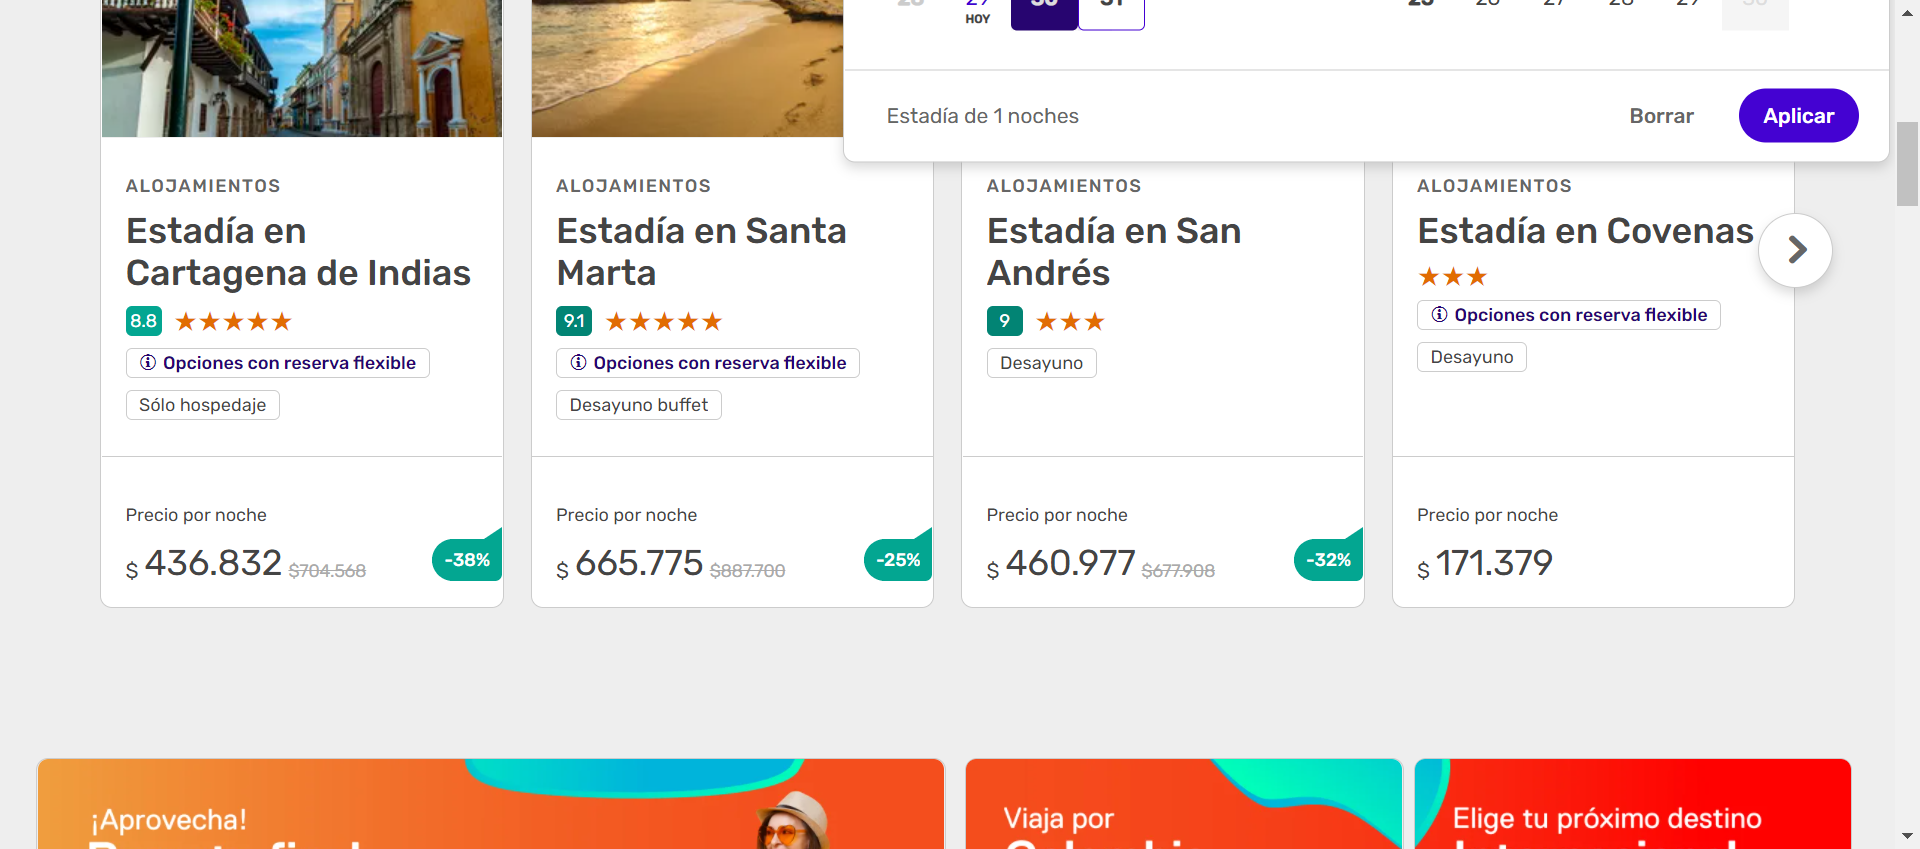 HOY
Estadía de 1 noches
Borrar
Aplicar
ALOJAMIENTOS
Estadía en
Cartagena de Indias
8.8
Opciones con reserva flexible
Sólo hospedaje
Precio por noche
$ 436.832 $704.568
-38%
ALOJAMIENTOS
Estadía en Santa
Marta
9.1
Opciones con reserva flexible
Desayuno buffet
Precio por noche
$ 665.775 $887.700
-25%
ALOJAMIENTOS
Estadía en San
Andrés
9
Desayuno
Precio por noche
$ 460.977 $677.908
-32%
ALOJAMIENTOS
Estadía en Covenas
Opciones con reserva flexible
Desayuno
Precio por noche
$ 171.379
¡Aprovecha!
Viaja por
Elige tu próximo destino